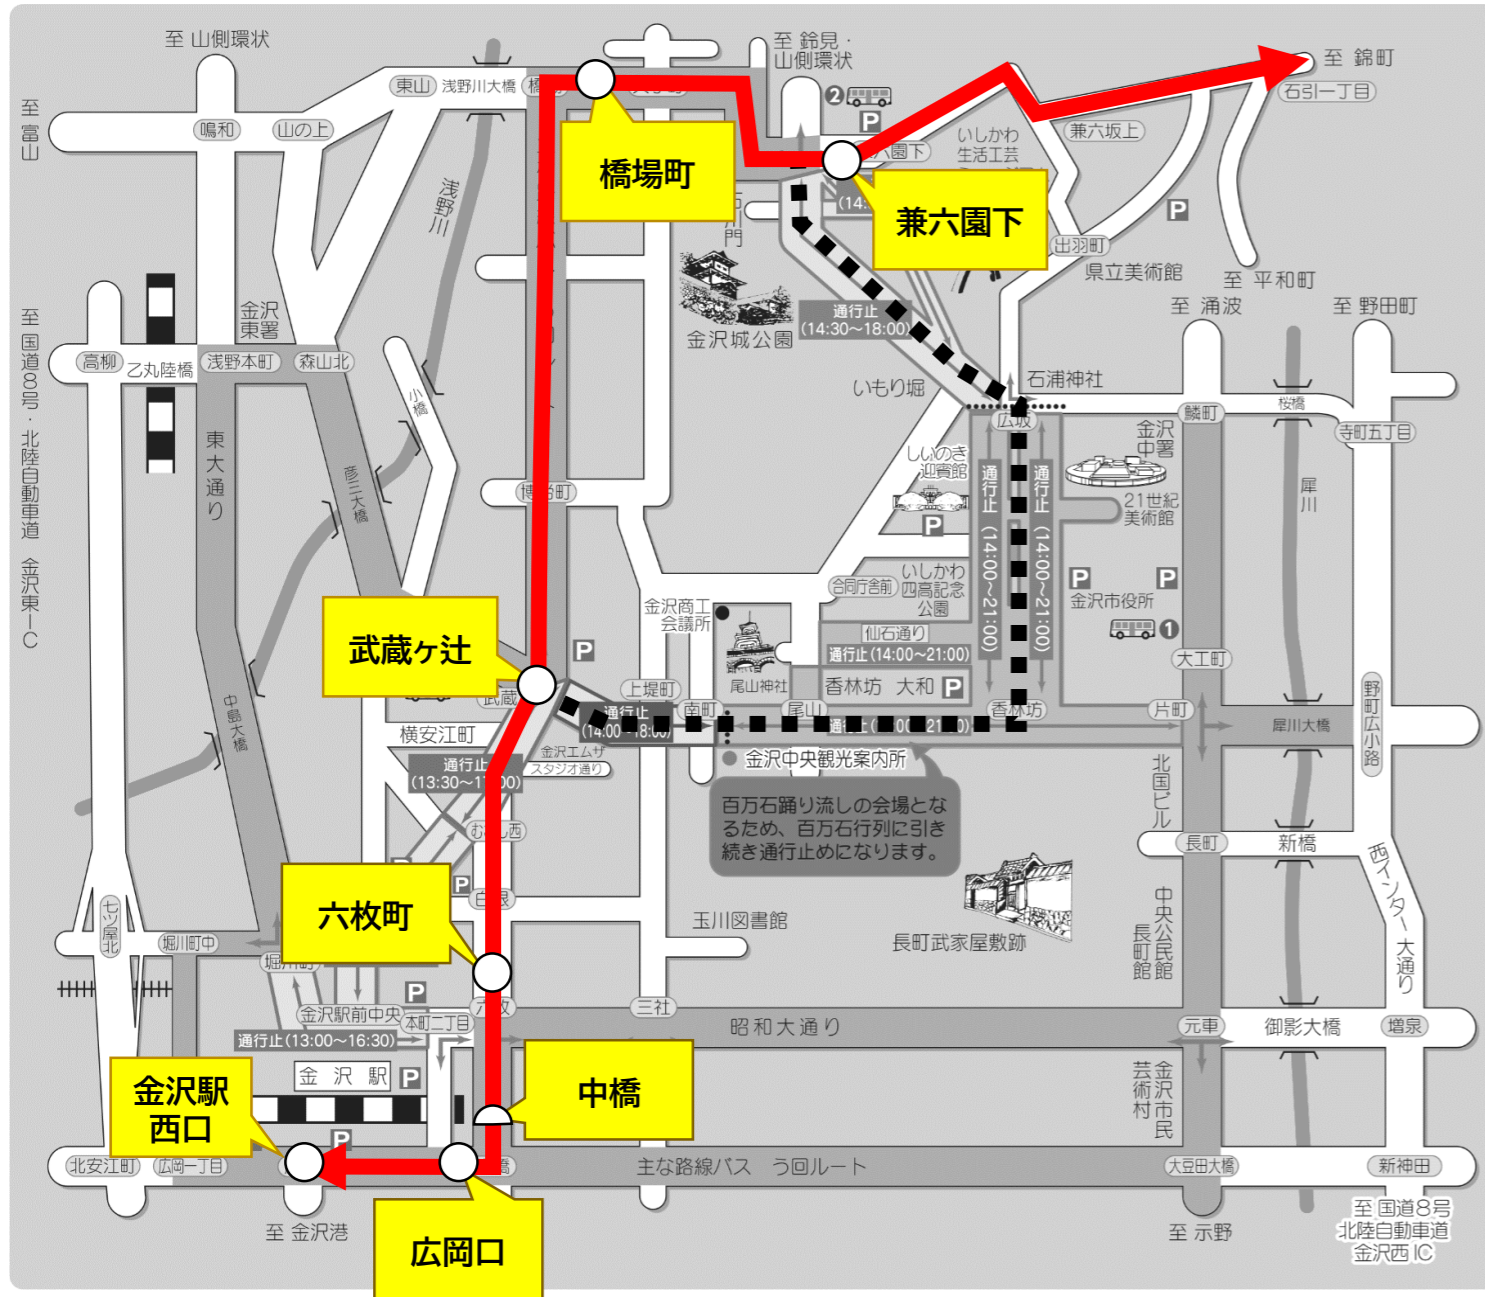 至 山側環状
至 鈴見・
山側環状
至 錦町
石引一丁目
東山
浅野川大橋
橋場町
兼六園下
兼六坂上
いしかわ
生活工芸
至 富山
鳴和
山の上
浅野川
石川門
出羽町
県立美術館
至 平和町
至 涌波
至 野田町
至 国道8号・北陸自動車道 金沢東IC
金沢
東署
高柳
乙丸陸橋
浅野本町
森山北
小橋
東大通り
彦三大橋
金沢城公園
通行止
(14:30〜18:00)
いもり堀
石浦神社
広坂
鱗町
桜橋
寺町五丁目
金沢中署
しいのき
迎賓館
通行止 (14:00〜21:00)
通行止 (14:00〜21:00)
21世紀
美術館
犀川
合同庁舎前
いしかわ
四高記念
公園
金沢市役所
仙石通り
通行止(14:00〜21:00)
大工町
金沢商工
会議所
尾山神社
香林坊 大和
武蔵ヶ辻
武蔵
上堤町
通行止
(14:00〜18:00)
南町
尾山
香林坊
片町
犀川大橋
野町広小路
中島大橋
横安江町
金沢エムザ
スタジオ通り
通行止
金沢中央観光案内所
百万石踊り流しの会場とな
るため、百万石行列に引き
続き通行止めになります。
北国ビル
長町
新橋
西インター大通り
六枚町
七ツ屋北
堀川町中
玉川図書館
長町武家屋敷跡
中央公民館
長町館
金沢駅前中央
本町二丁目
三社
昭和大通り
元車
御影大橋
増泉
通行止(13:00〜16:30)
金沢駅
金沢駅
西口
中橋
金沢市民
芸術村
北安江町
広岡一丁目
主な路線バス う回ルート
大豆田大橋
新神田
至 金沢港
広岡口
至 示野
至 国道8号
北陸自動車道
金沢西IC